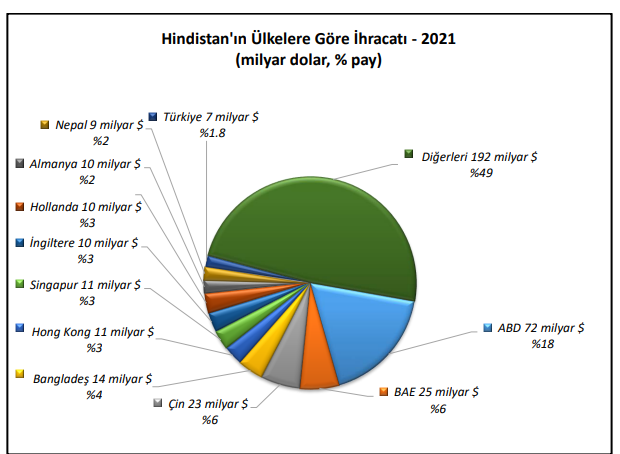 Hindistan'ın Ülkelere Göre İhracatı - 2021
(milyar dolar, % pay)
Türkiye 7 milyar $
%1.8
Nepal 9 milyar $
%2
Almanya 10 milyar $
%2
Hollanda 10 milyar $
%3
İngiltere 10 milyar $
%3
Singapur 11 milyar $
%3
Hong Kong 11 milyar $
%3
Bangladeş 14 milyar $
%4
Çin 23 milyar $
%6
BAE 25 milyar $
%6
ABD 72 milyar $
%18
Diğerleri 192 milyar $
%49